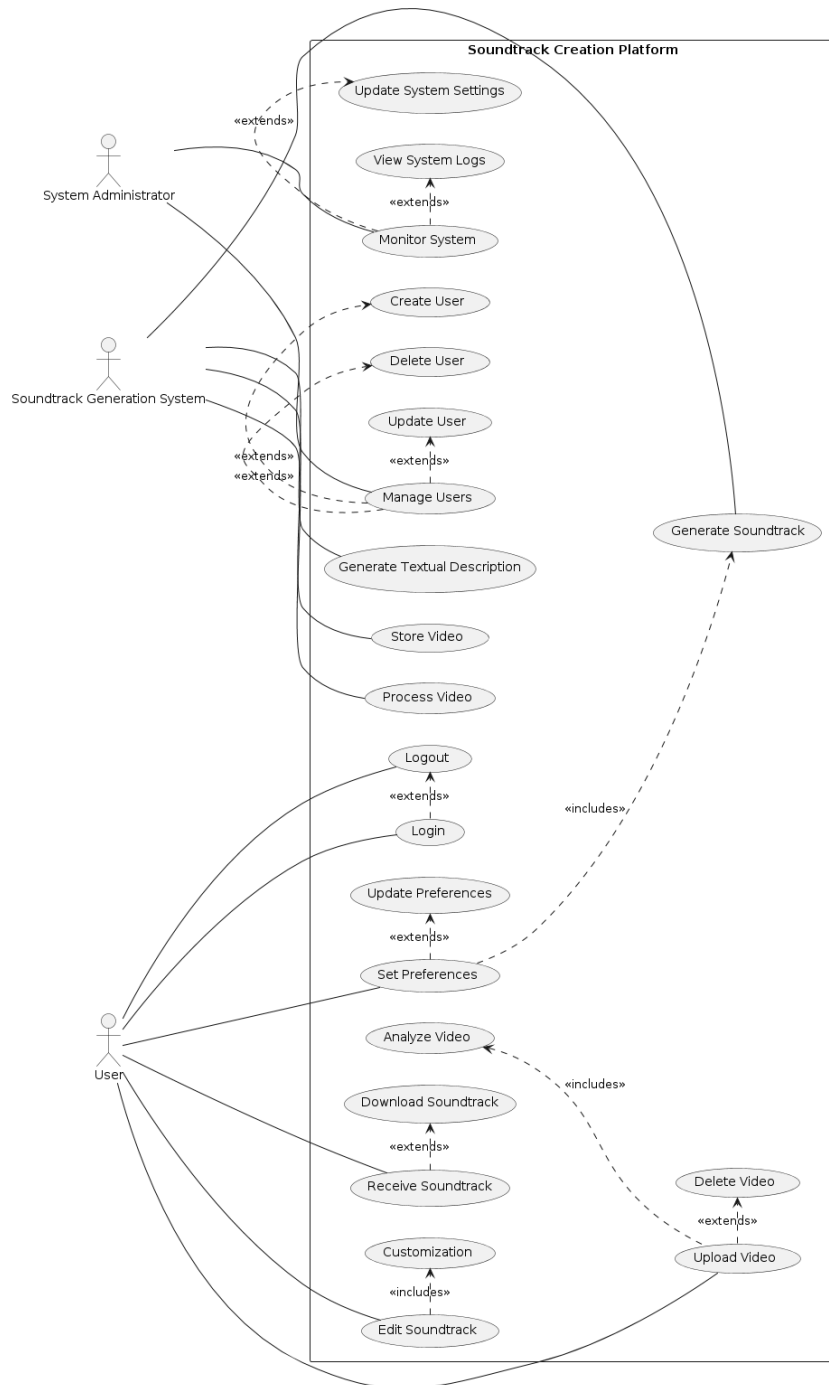 Soundtrack Creation Platform
Update System Settings
«extends»
View System Logs
System Administrator
«extends»
Monitor System
Create User
Delete User
Soundtrack Generation System
Update User
«extends»
«extends»
«extends»
Manage Users
Generate Soundtrack
Generate Textual Description
Store Video
Process Video
Logout
«extends»
«includes»
Login
Update Preferences
«extends»
Set Preferences
Analyze Video
User
«includes»
Download Soundtrack
«extends»
Delete Video
Receive Soundtrack
«extends»
Customization
Upload Video
«includes»
Edit Soundtrack